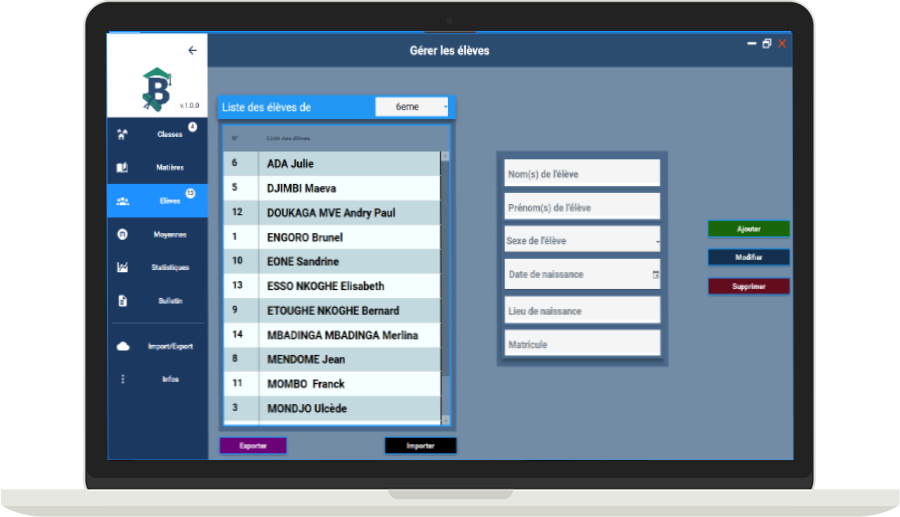 Gérer les élèves
B
v.1.0.0
Classes 4
Matières
Elèves 13
Moyennes
Statistiques
Bulletin
Import/Export
Infos
Liste des élèves de 6eme
N° Liste des élèves
6 ADA Julie
5 DJIMBI Maeva
12 DOUKAGA MVE Andry Paul
1 ENGORO Brunel
10 EONE Sandrine
13 ESSO NKOGHE Elisabeth
9 ETOUGHE NKOGHE Bernard
14 MBADINGA MBADINGA Merlina
8 MENDOME Jean
11 MOMBO Franck
3 MONDJO Ulcède
Exporter
Importer
Nom(s) de l'élève
Prénom(s) de l'élève
Sexe de l'élève
Date de naissance
Lieu de naissance
Matricule
Ajouter
Modifier
Supprimer